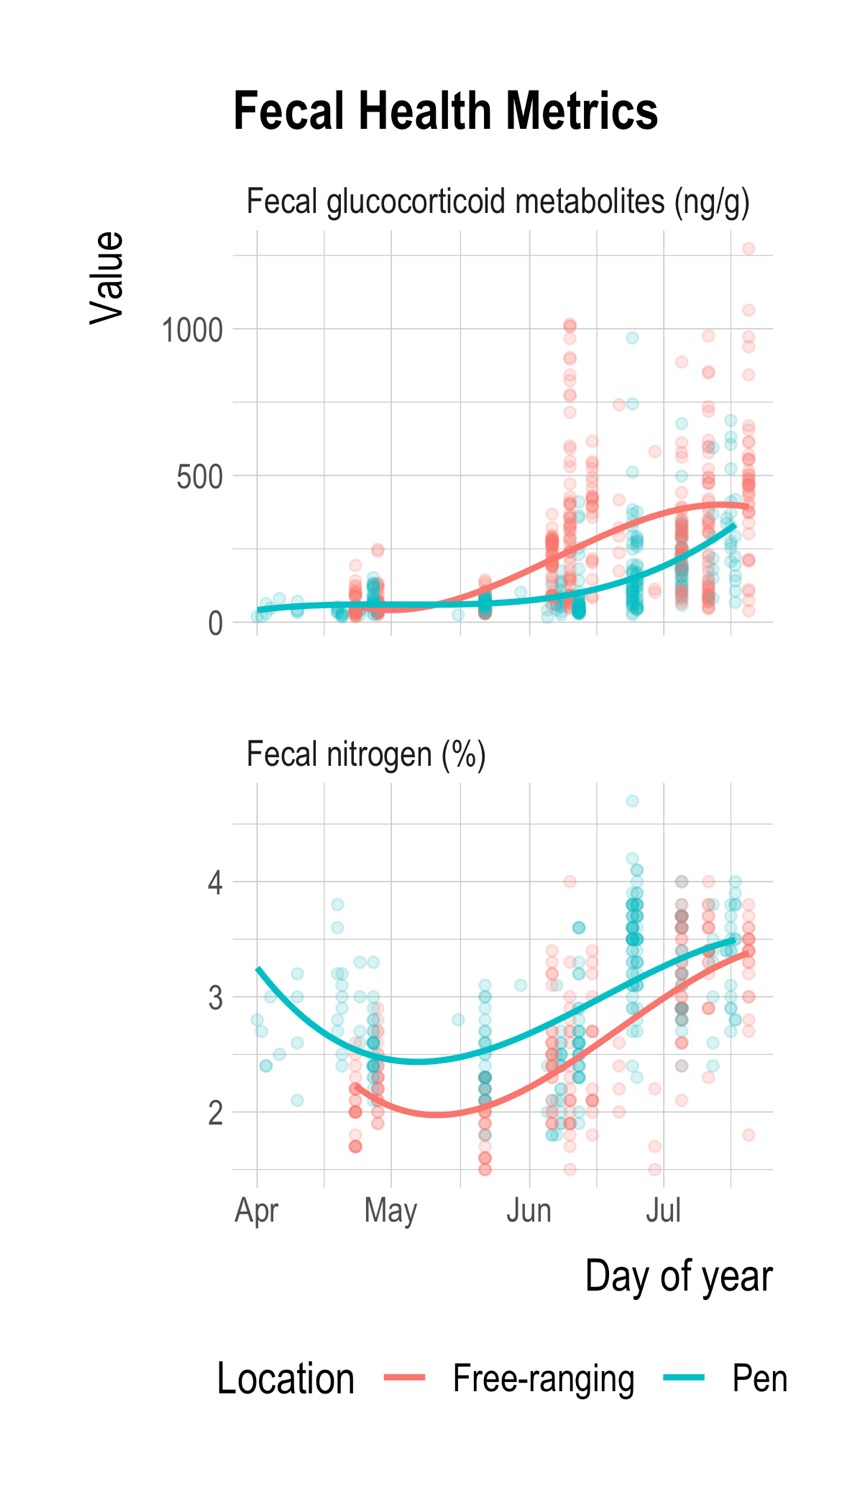 Fecal Health Metrics
Fecal glucocorticoid metabolites (ng/g)
Value
1000
500
0
Fecal nitrogen (%)
4
3
2
Apr May Jun Jul
Day of year
Location Free-ranging Pen